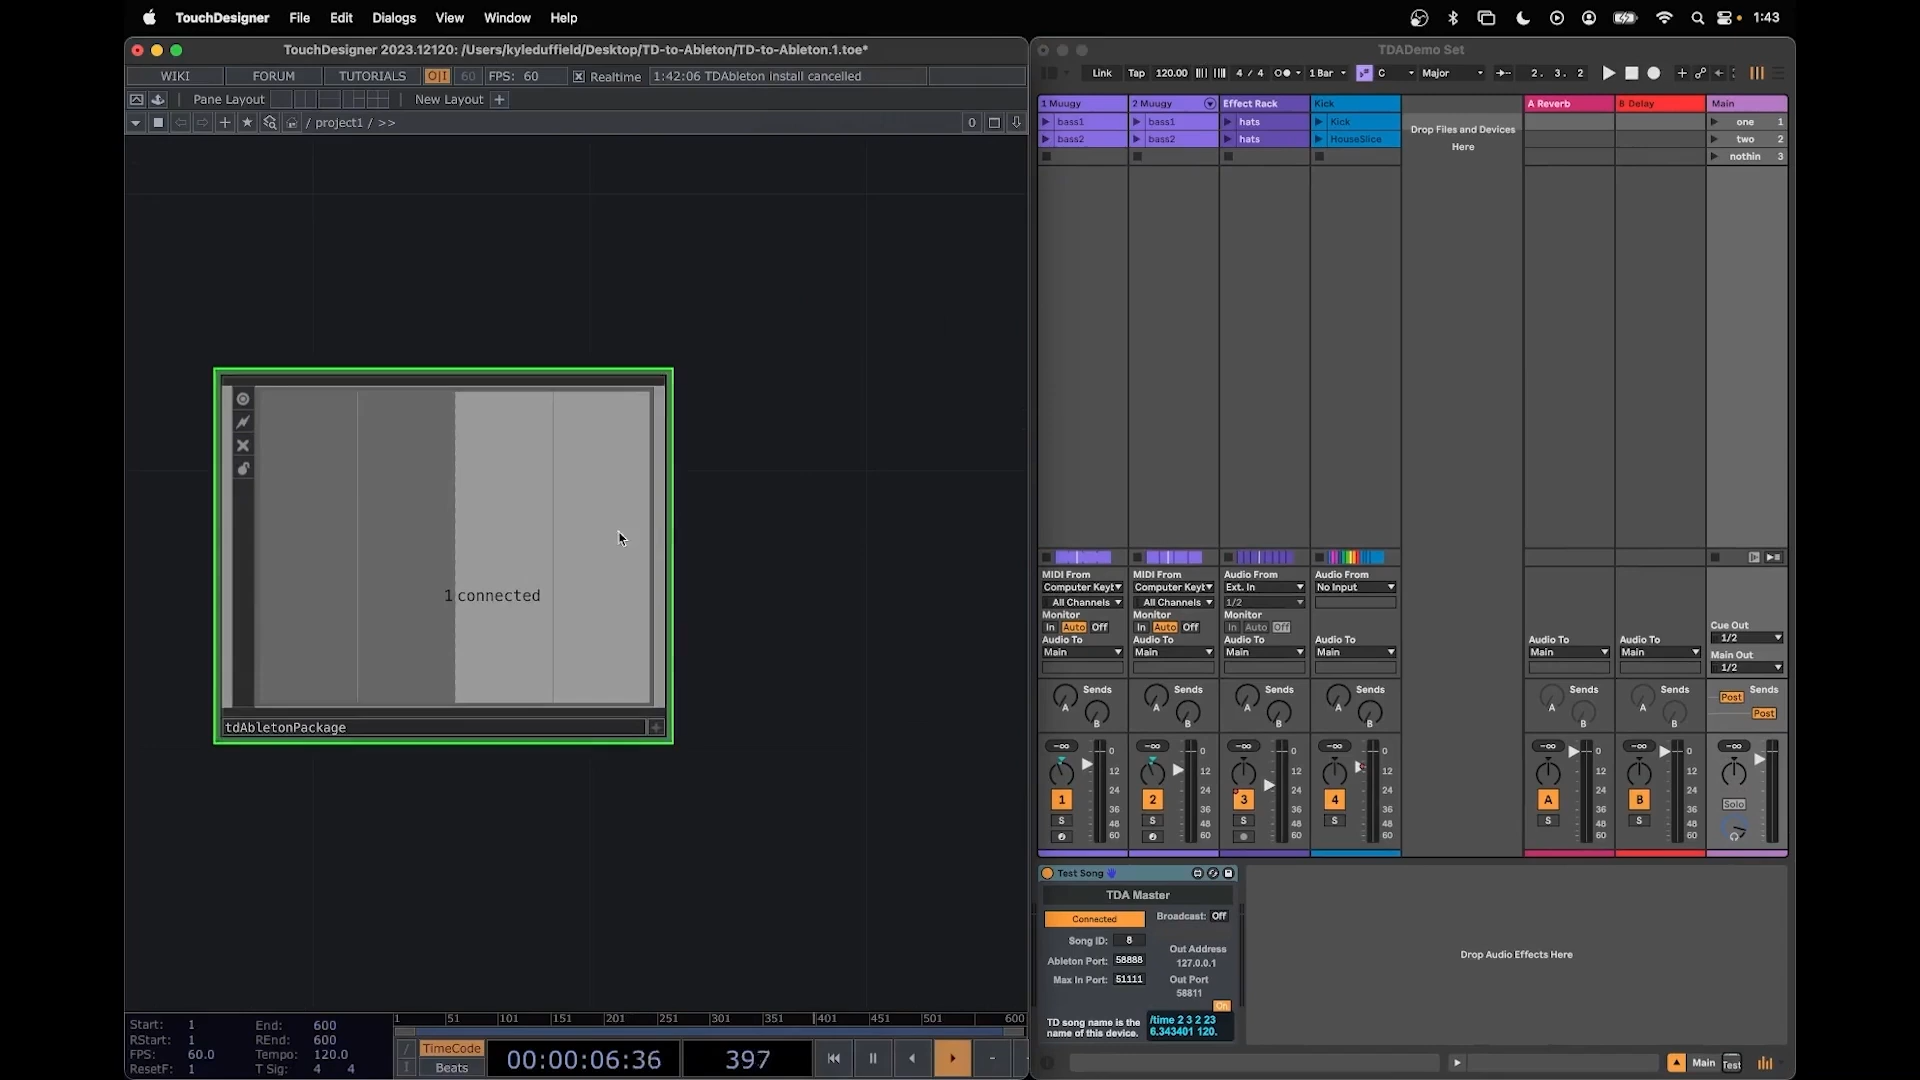 TouchDesigner File Edit Dialogs View Window Help
1:43
TouchDesigner 2023.12120: /Users/kyleduffield/Desktop/TD-to-Ableton/TD-to-Ableton.1.toe*
WIKI FORUM TUTORIALS O|I 60 FPS: 60 Realtime 1:42:06 TDAbleton install cancelled
Pane Layout New Layout +
/ project1 / >> 0
1 connected
tdAbletonPackage
Start: 1 End: 600
RStart: 1 REnd: 600
FPS: 60.0 Tempo: 120.0
ResetF: 1 T Sig: 4 4
1 51 101 151 201 251 301 351 401 451 501 600
TimeCode
Beats
00:00:06:36 397
TDADemo Set
Link Tap 120.00 4 / 4 1 Bar C Major 2. 3. 2
1 Muugy 2 Muugy Effect Rack Kick A Reverb B Delay Main
bass1 bass1 hats Kick one 1
bass2 bass2 hats HouseSlice two 2
nothin 3
Drop Files and Devices
Here
MIDI From MIDI From Audio From Audio From
Computer Keyt Computer Keyt Ext. In No Input
All Channels All Channels 1/2
Monitor Monitor Monitor
In Auto Off In Auto Off In Auto Off
Audio To Audio To Audio To Audio To Audio To Audio To
Main Main Main Main Main Main
Cue Out
1/2
Main Out
1/2
Sends Sends Sends Sends Sends Sends Sends
A A A A A A Post
B B B B B B Post
-∞ 0 -∞ 0 -∞ 0 -∞ 0 -∞ 0 -∞ 0 -∞ 0
12 12 12 12 12 12 12
24 24 24 24 24 24 24
1 2 3 4 A B Solo
36 36 36 36 36 36 36
S S S S S S
48 48 48 48 48 48 48
60 60 60 60 60 60 60
Test Song
TDA Master
Connected Broadcast: Off
Song ID: 8
Ableton Port: 58888
Max In Port: 51111
Out Address
127.0.0.1
Out Port
58811
On
TD song name is the
name of this device.
/time 2 3 2 23
6.343401 120.
Drop Audio Effects Here
Main Test